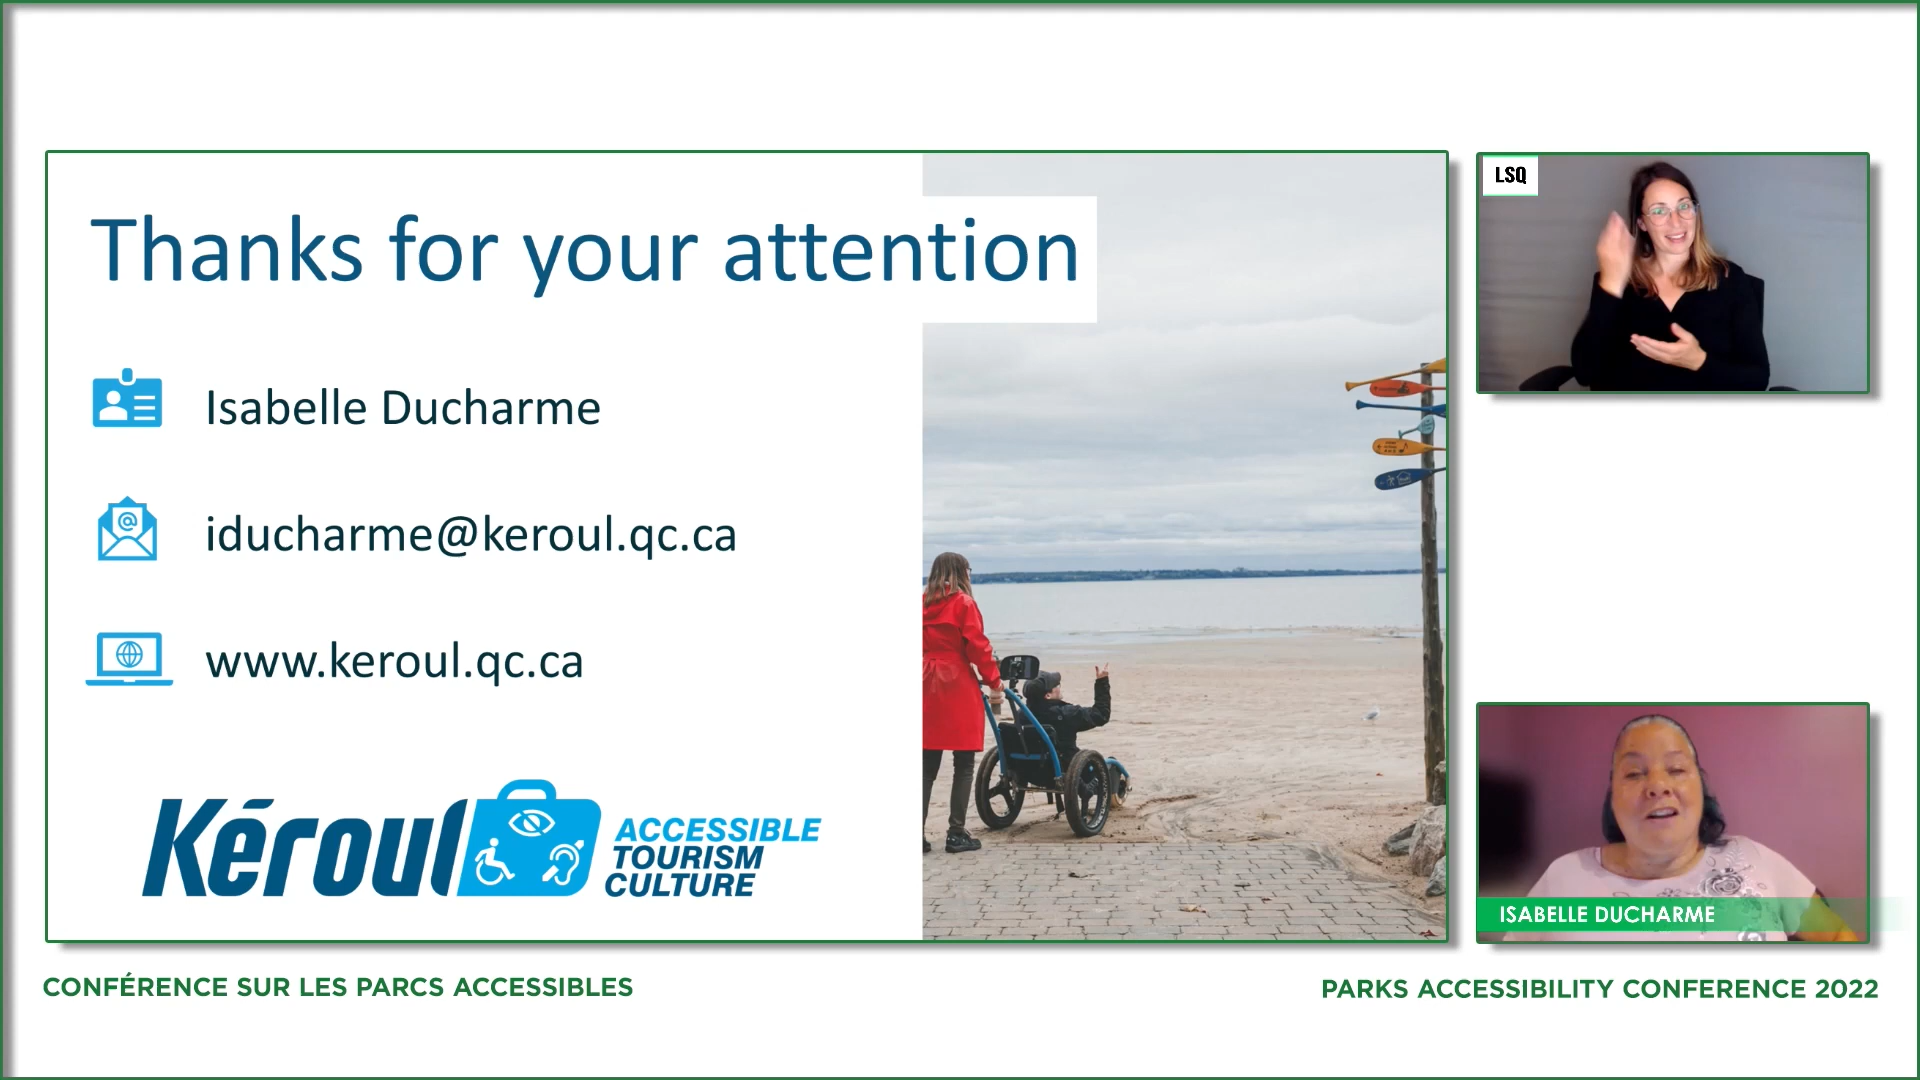 Thanks for your attention
Isabelle Ducharme
iducharme@keroul.qc.ca
www.keroul.qc.ca
Kéroul
ACCESSIBLE
TOURISM
CULTURE
LSQ
ISABELLE DUCHARME
CONFÉRENCE SUR LES PARCS ACCESSIBLES
PARKS ACCESSIBILITY CONFERENCE 2022